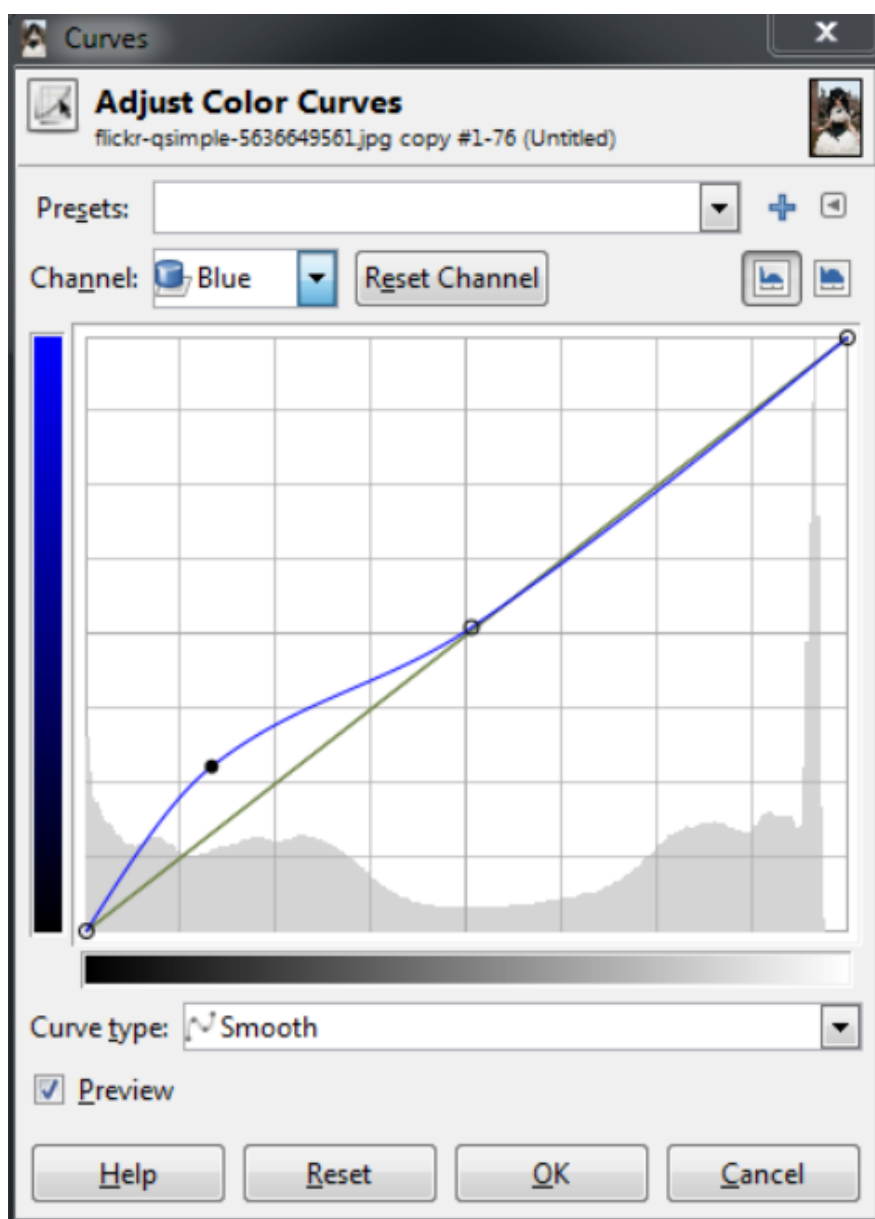 Curves
Adjust Color Curves
flickr-qsimple-5636649561.jpg copy #1-76 (Untitled)
Presets:
Channel: Blue Reset Channel
Curve type: Smooth
Preview
Help Reset OK Cancel